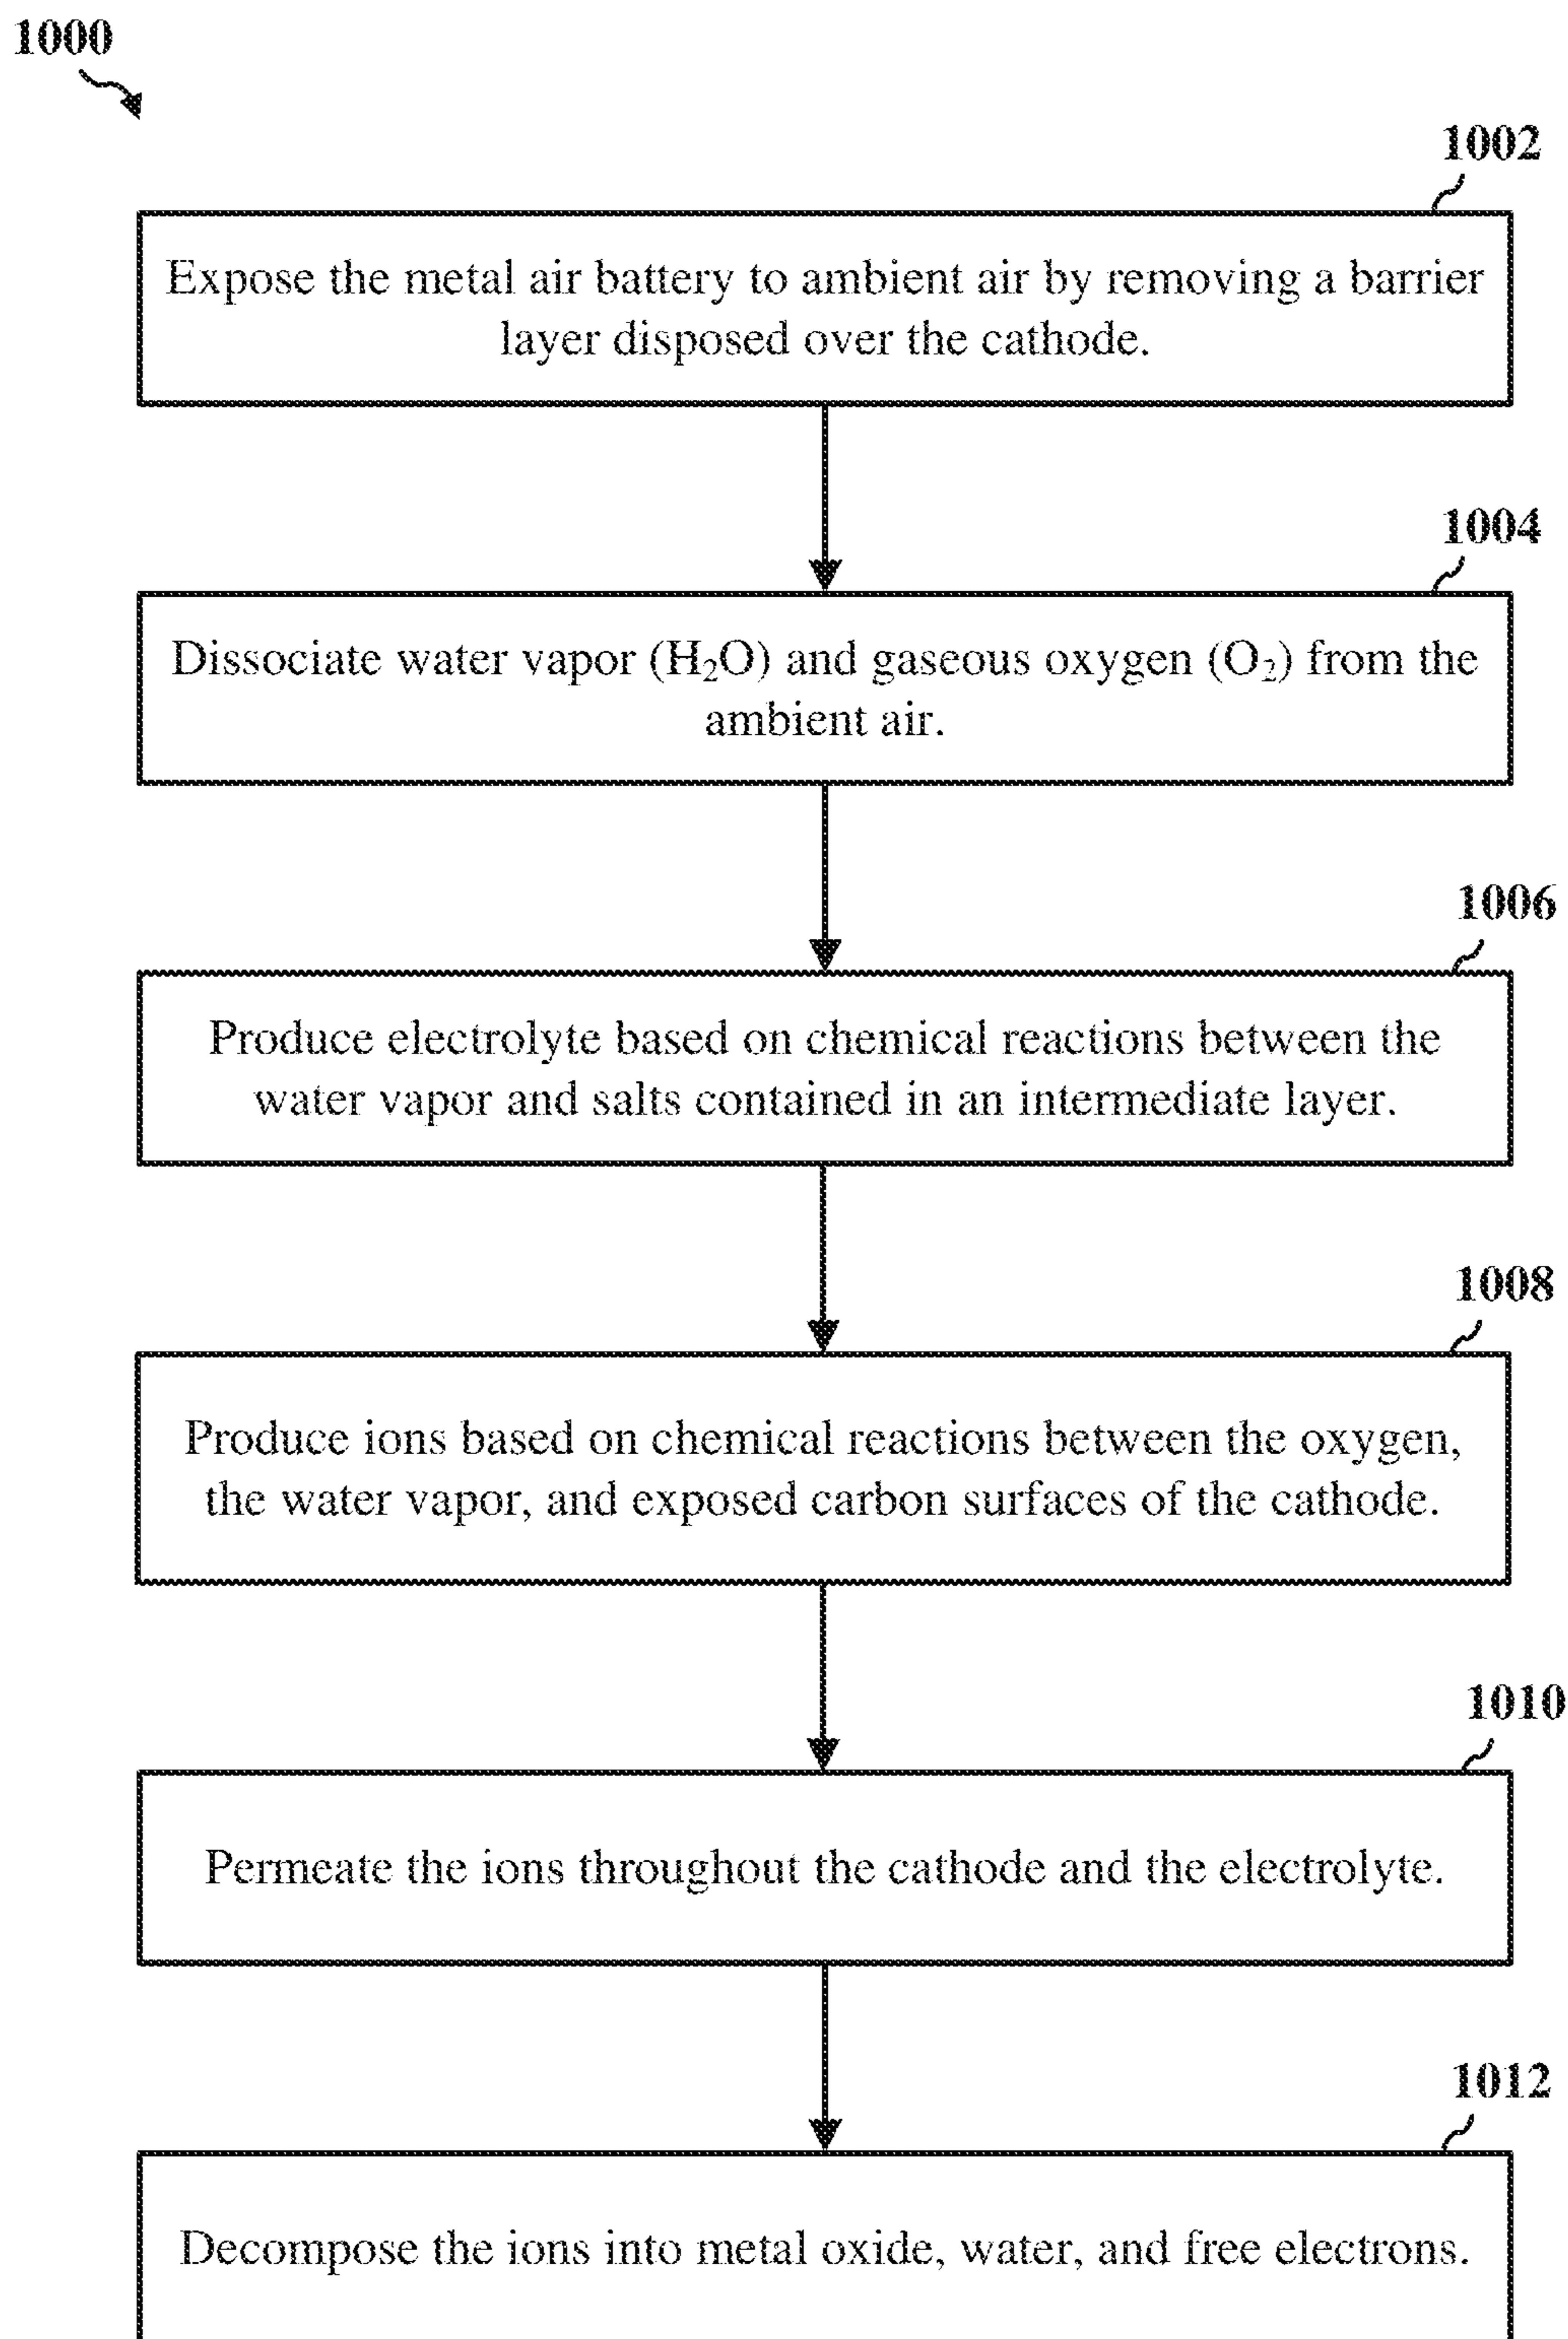 1000
1002
Expose the metal air battery to ambient air by removing a barrier
layer disposed over the cathode.
1004
Dissociate water vapor (H₂O) and gaseous oxygen (O₂) from the
ambient air.
1006
Produce electrolyte based on chemical reactions between the
water vapor and salts contained in an intermediate layer.
1008
Produce ions based on chemical reactions between the oxygen,
the water vapor, and exposed carbon surfaces of the cathode.
1010
Permeate the ions throughout the cathode and the electrolyte.
1012
Decompose the ions into metal oxide, water, and free electrons.